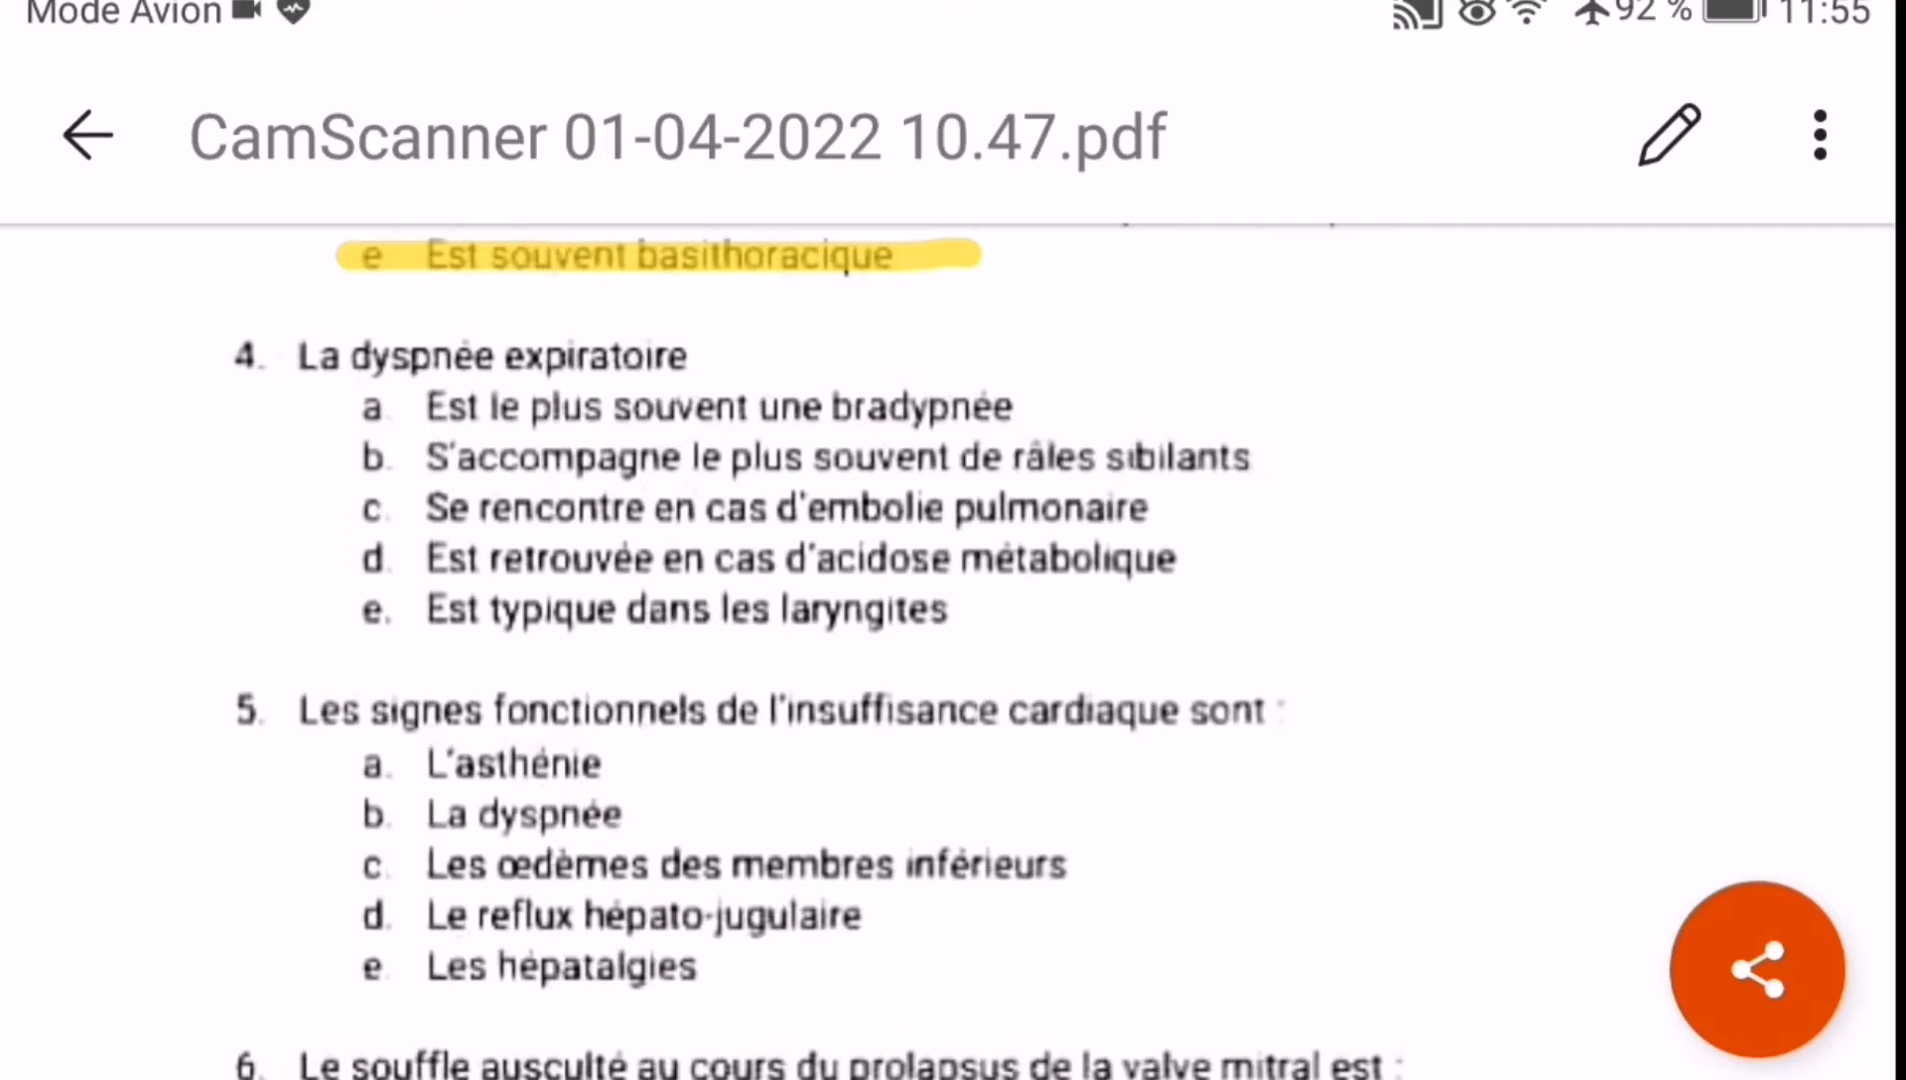 Mode Avion
92 % 11:55
CamScanner 01-04-2022 10.47.pdf
e Est souvent basithoracique
4. La dyspnée expiratoire
a. Est le plus souvent une bradypnée
b. S'accompagne le plus souvent de râles sibilants
c. Se rencontre en cas d'embolie pulmonaire
d. Est retrouvée en cas d'acidose métabolique
e. Est typique dans les laryngites
5. Les signes fonctionnels de l'insuffisance cardiaque sont :
a. L'asthénie
b. La dyspnée
c. Les œdèmes des membres inférieurs
d. Le reflux hépato-jugulaire
e Les hépatalgies
6. Le souffle ausculté au cours du prolapsus de la valve mitral est :